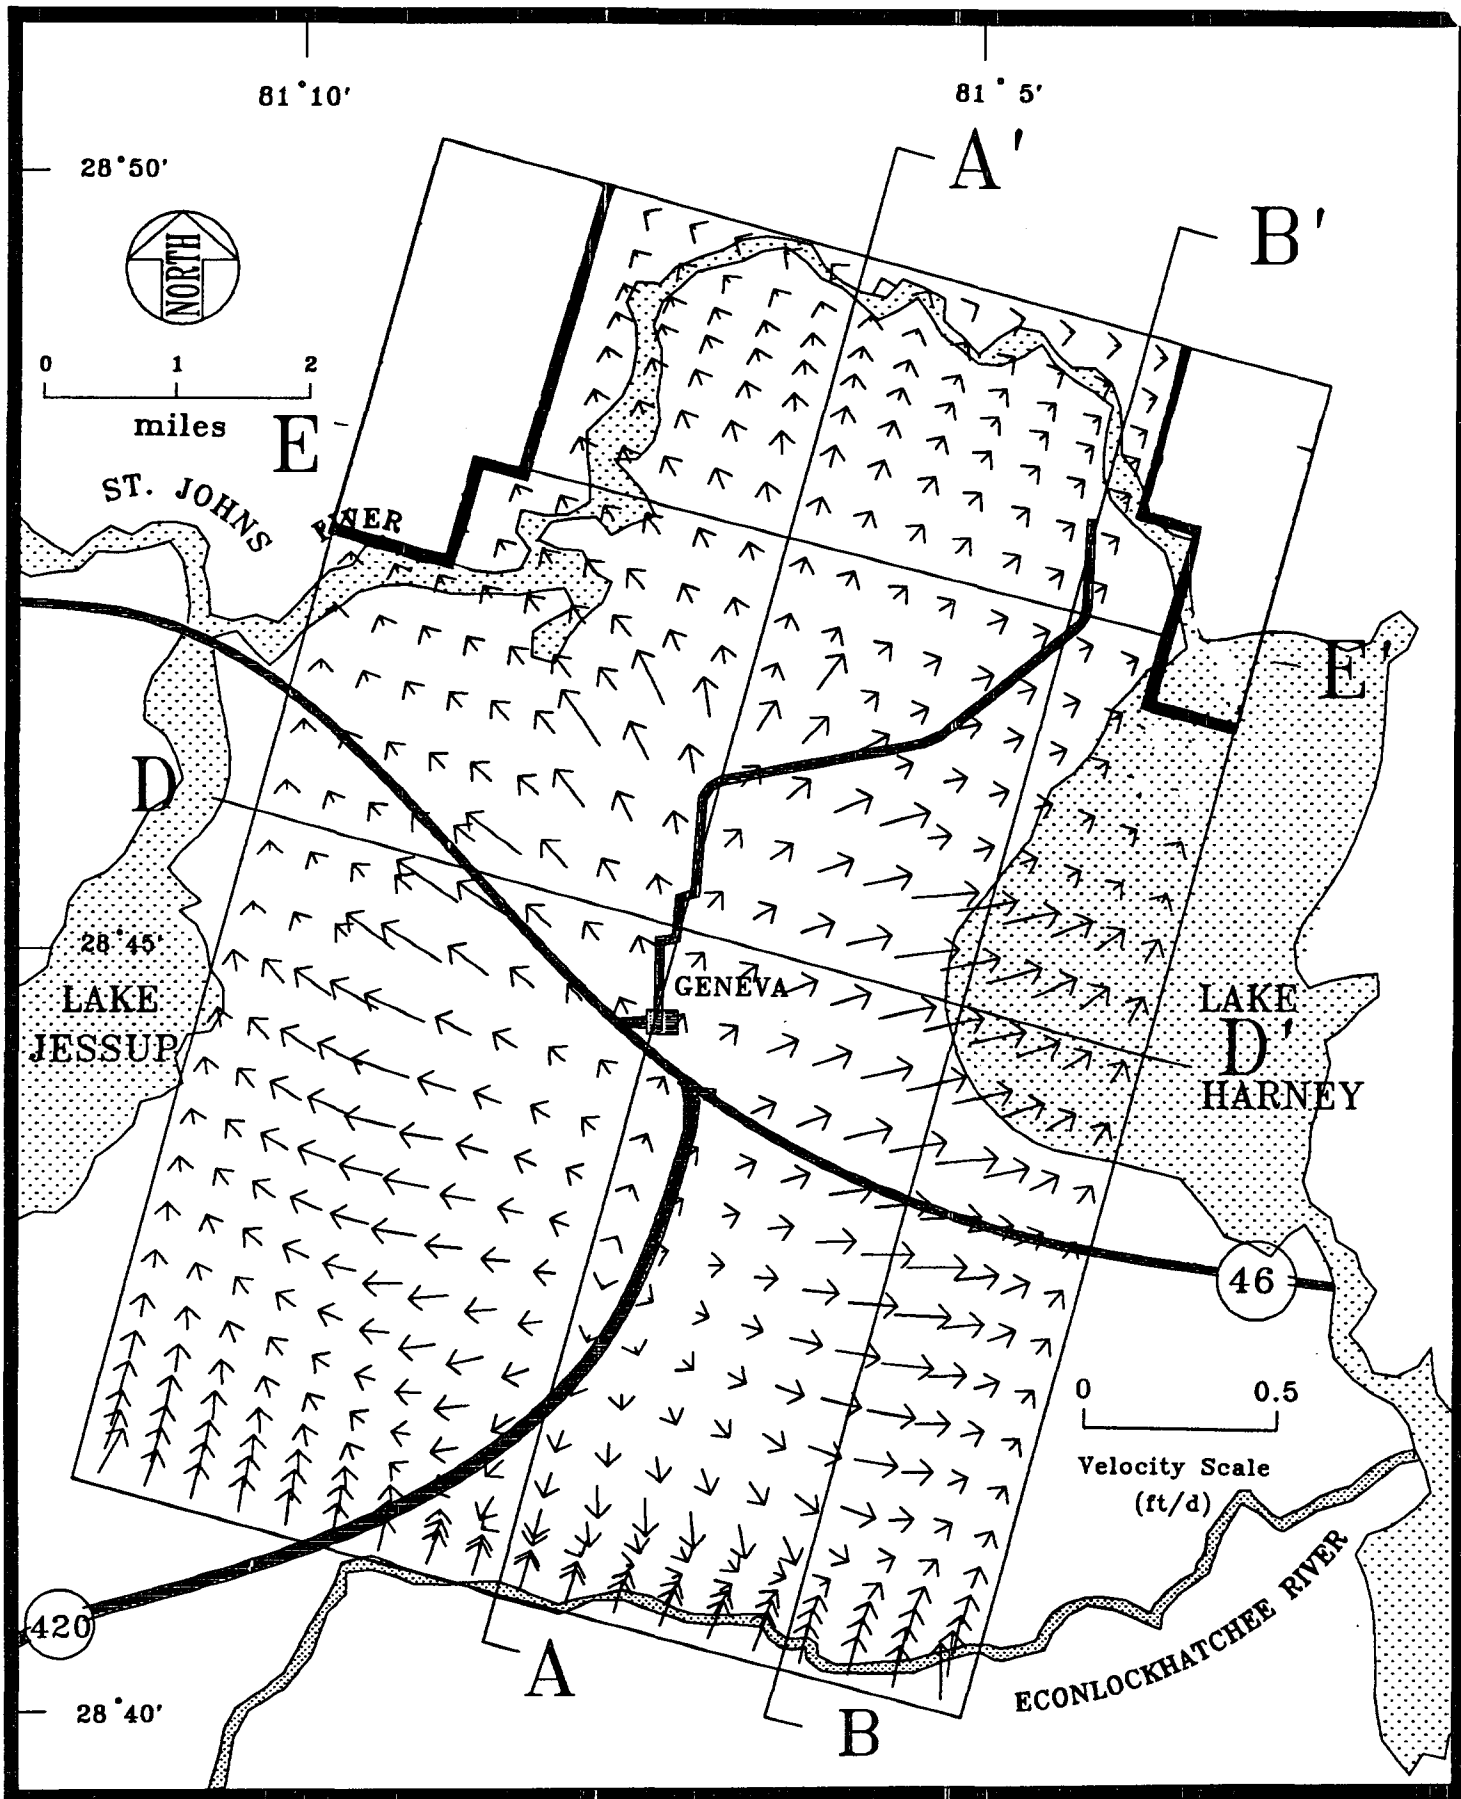 81°10'
81°5'
A'
28°50'
B'
NORTH
0 1 2
miles
E
ST. JOHNS RIVER
E'
D
28°45'
GENEVA
LAKE
JESSUP
LAKE
D'
HARNEY
46
0 0.5
Velocity Scale
(ft/d)
420
ECONLOCKHATCHEE RIVER
A
28°40'
B